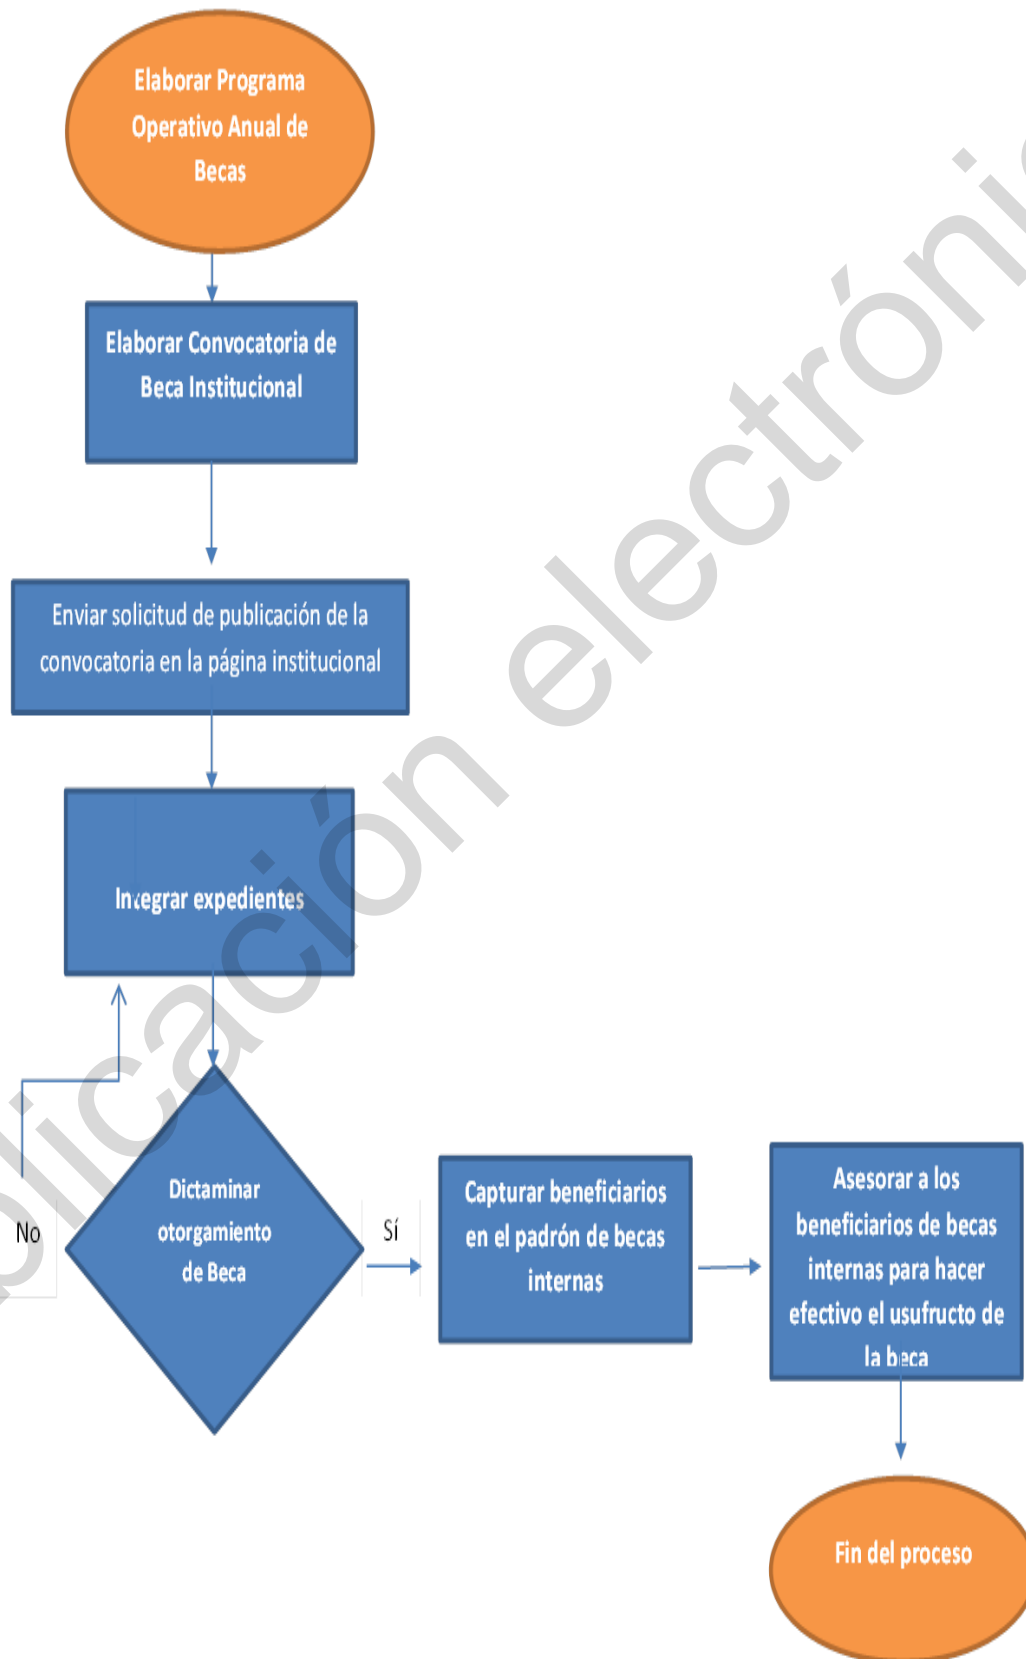 Elaborar Programa
Operativo Anual de
Becas
Elaborar Convocatoria de
Beca Institucional
Enviar solicitud de publicación de la
convocatoria en la página institucional
Integrar expedientes
Dictaminar
otorgamiento
de Beca
No
Sí
Capturar beneficiarios
en el padrón de becas
internas
Asesorar a los
beneficiarios de becas
internas para hacer
efectivo el usufructo de
la beca
Fin del proceso